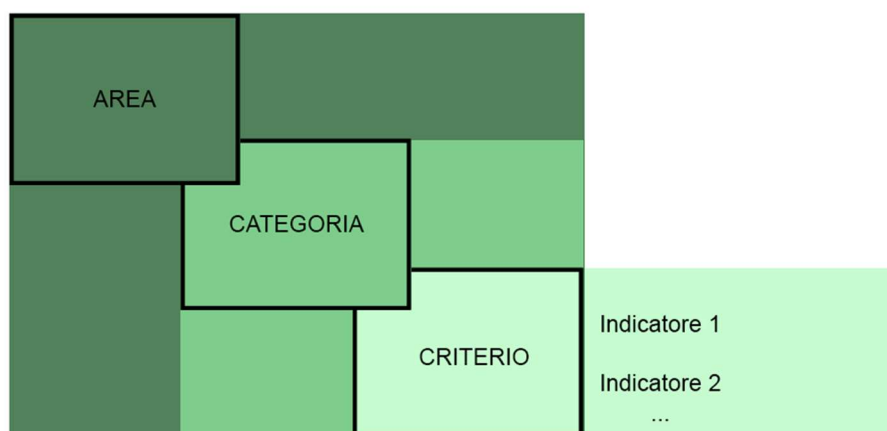 AREA
CATEGORIA
CRITERIO
Indicatore 1
Indicatore 2
...